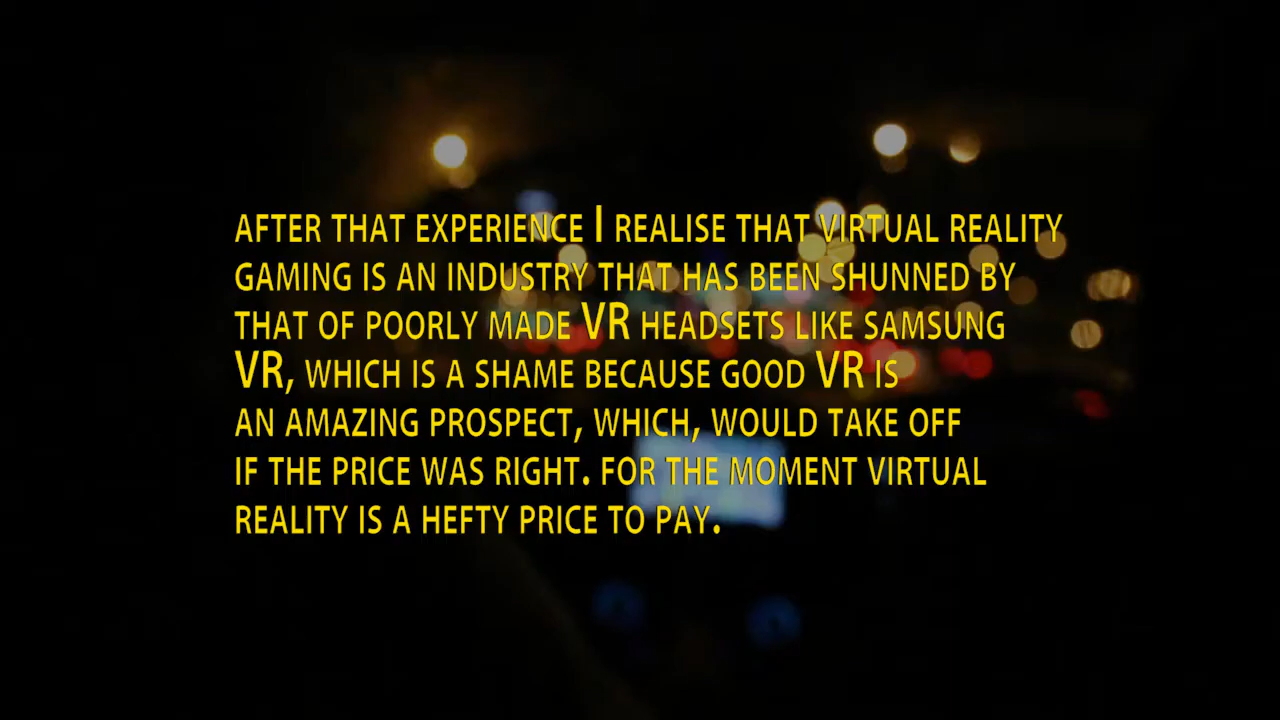 AFTER THAT EXPERIENCE I REALISE THAT VIRTUAL REALITY
GAMING IS AN INDUSTRY THAT HAS BEEN SHUNNED BY
THAT OF POORLY MADE VR HEADSETS LIKE SAMSUNG
VR, WHICH IS A SHAME BECAUSE GOOD VR IS
AN AMAZING PROSPECT, WHICH, WOULD TAKE OFF
IF THE PRICE WAS RIGHT. FOR THE MOMENT VIRTUAL
REALITY IS A HEFTY PRICE TO PAY.